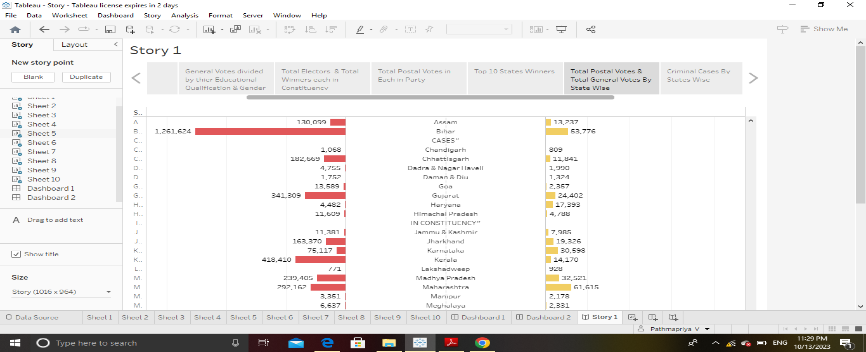 Tableau - Story - Tableau license expires in 2 days
File Data Worksheet Dashboard Story Analysis Format Server Window Help
Show Me
Story Layout
New story point
Blank Duplicate
Sheet 2
Sheet 3
Sheet 4
Sheet 5
Sheet 6
Sheet 7
Sheet 8
Sheet 9
Sheet 10
Dashboard 1
Dashboard 2
A Drag to add text
Show title
Size
Story (1016 x 964)
Story 1
General Votes divided by thier Educational Qualification & Gender
Total Electors & Total Winners each in Constituency
Total Postal Votes in Each in Party
Top 10 States Winners
Total Postal Votes & Total General Votes By State Wise
Criminal Cases By States Wise
S..
A. 130,099 Assam 13,237
B. 1,261,624 Bihar 53,776
C. CASES"
C. 1,068 Chandigarh 809
C. 182,669 Chhattisgarh 11,841
D. 4,755 Dadra & Nagar Haveli 1,990
D. 1,752 Daman & Diu 1,324
G. 13,589 Goa 2,357
G. 341,309 Gujarat 24,402
H.. 4,482 Haryana 17,393
H.. 11,609 Himachal Pradesh 4,788
I. IN CONSTITUENCY"
J. 11,381 Jammu & Kashmir 7,985
J. 163,370 Jharkhand 19,326
K.. 75,117 Karnataka 30,598
K.. 418,410 Kerala 14,170
L.. 771 Lakshadweep 928
M. 239,405 Madhya Pradesh 32,521
M. 292,162 Maharashtra 61,615
M. 3,351 Manipur 2,178
M. 6,637 Meghalaya 2,331
Data Source Sheet 1 Sheet 2 Sheet 3 Sheet 4 Sheet 5 Sheet 6 Sheet 7 Sheet 8 Sheet 9 Sheet 10 Dashboard 1 Dashboard 2 Story 1
Pathmapriya V
Type here to search
ENG
11:29 PM
10/13/2023